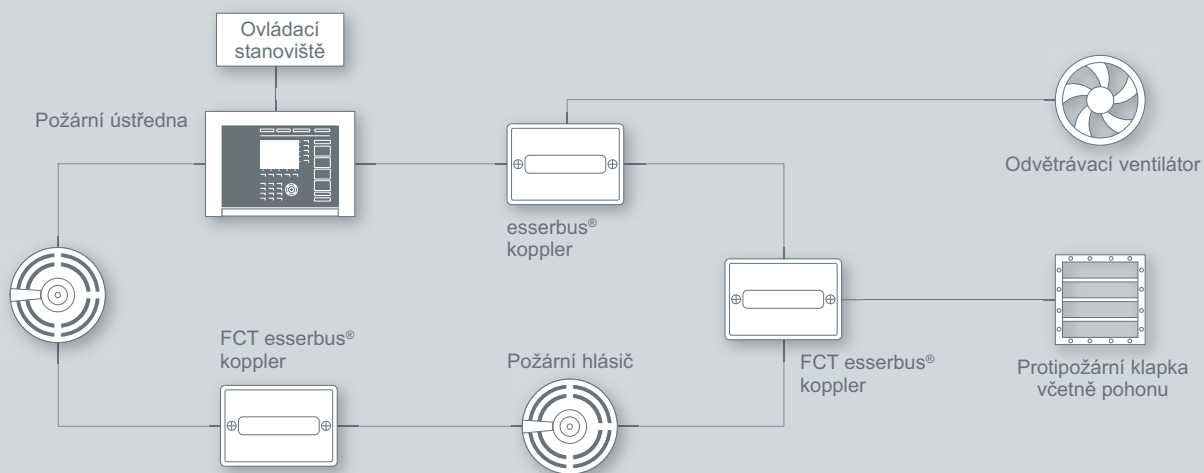 Ovládací
stanoviště
Požární ústředna
Odvětrávací ventilátor
esserbus®
koppler
FCT esserbus®
koppler
Požární hlásič
FCT esserbus®
koppler
Protipožární klapka
včetně pohonu